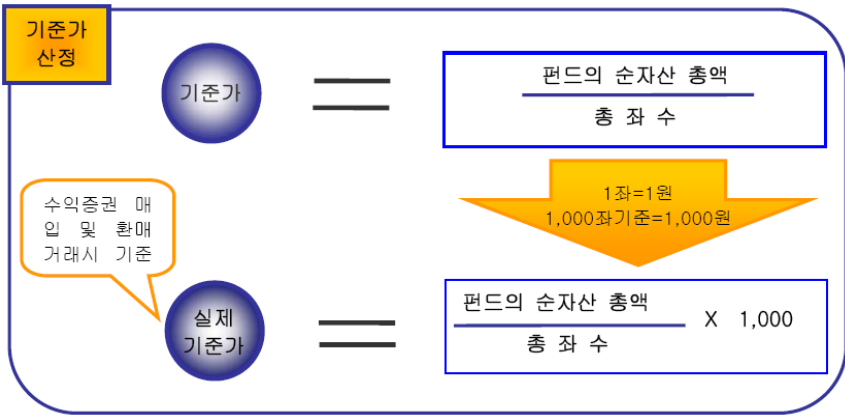 기준가
산정
기준가
펀드의 순자산 총액
총 좌 수
1좌=1원
1,000좌기준=1,000원
수익증권 매
입 및 환매
거래시 기준
실제
기준가
펀드의 순자산 총액
총 좌 수
X 1,000